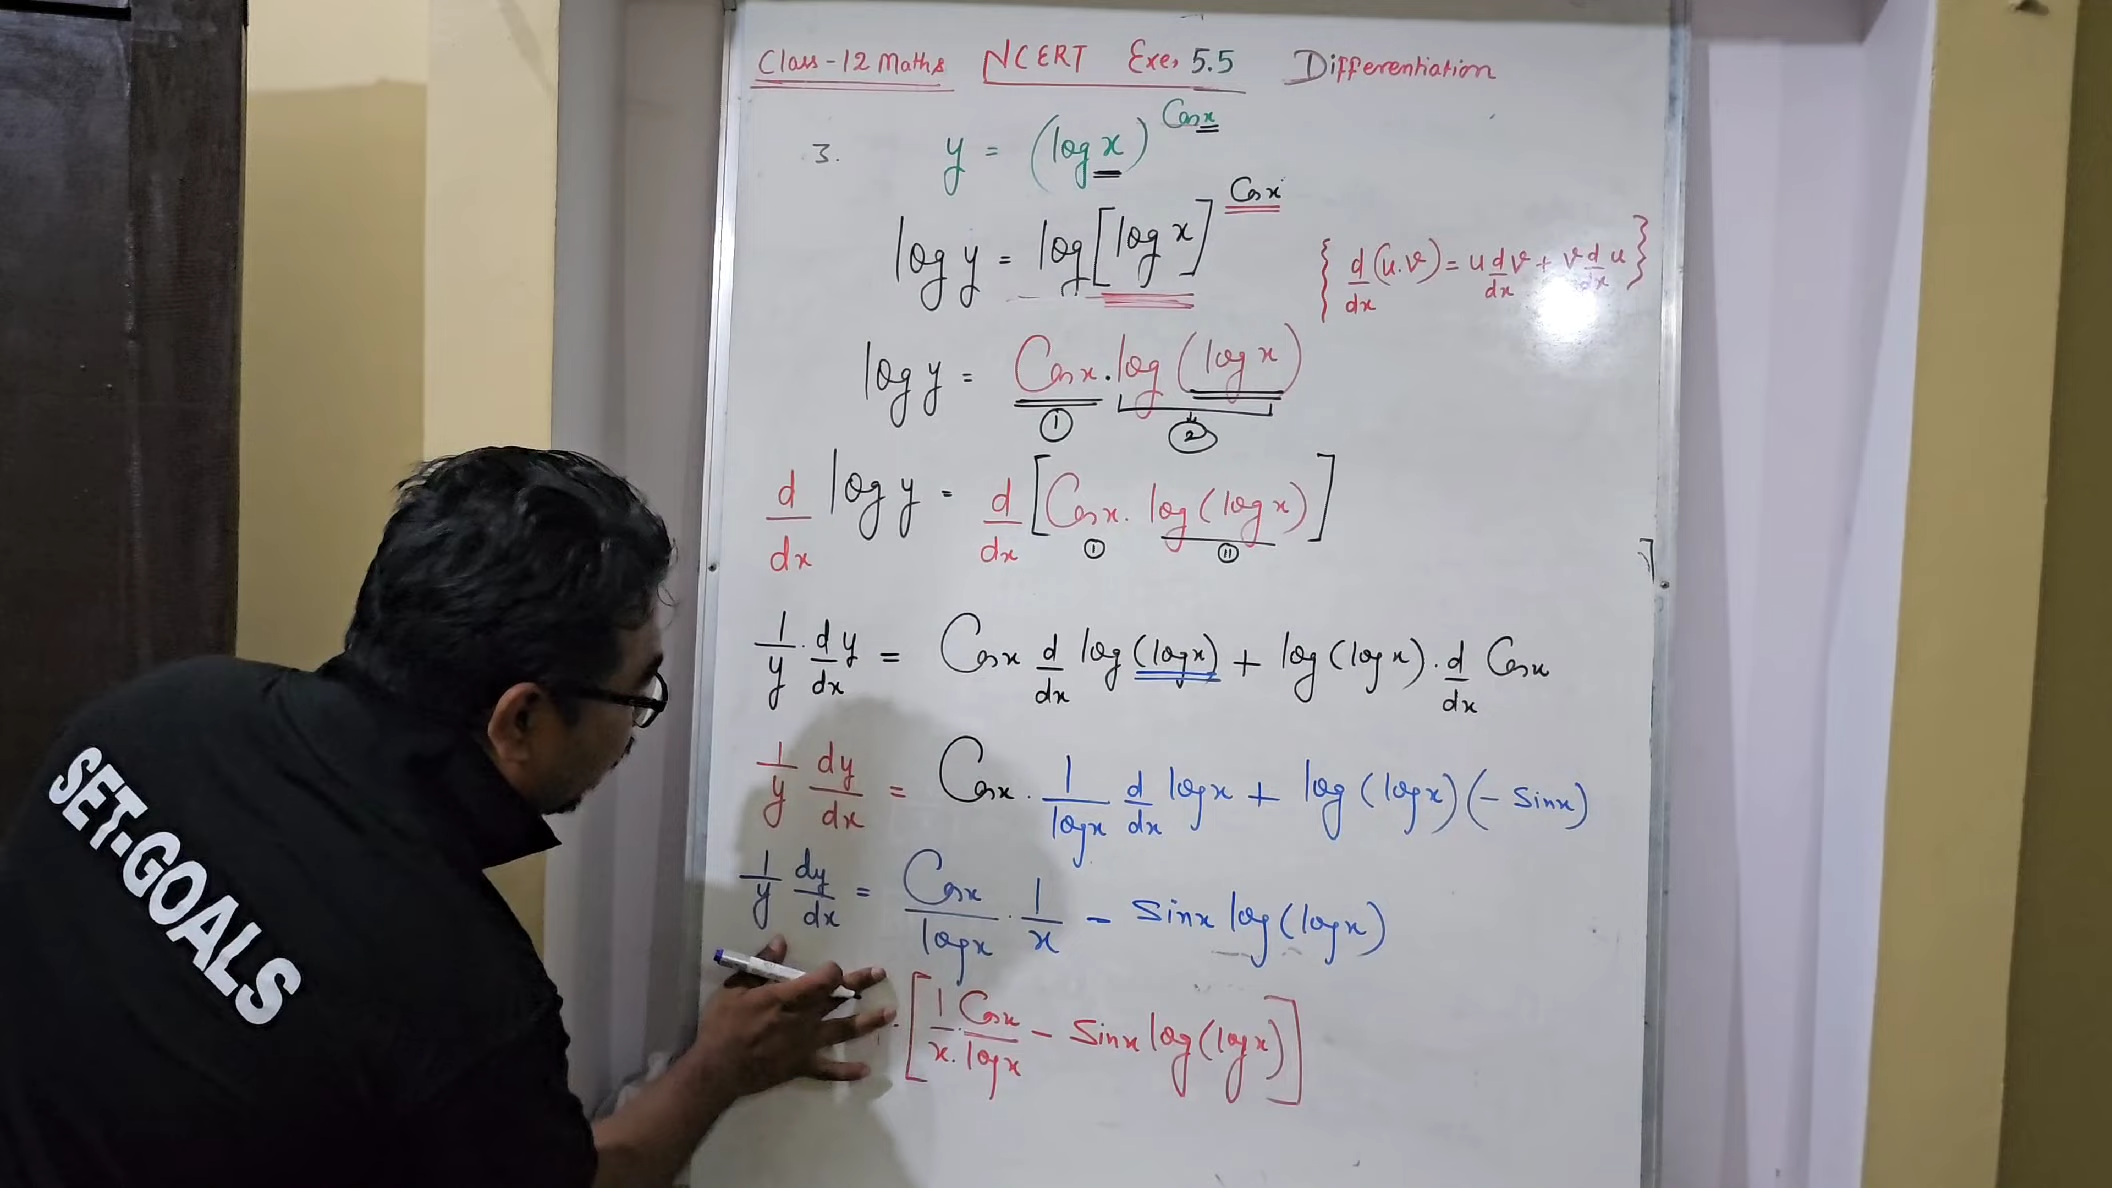 Class-12 Maths NCERT Exe. 5.5 Differentiation
3. y = (log x)^Cos x
log y = log[log x]^Cos x
{d/dx (u.v) = u d/dx v + v d/dx u}
log y = Cos x . log (log x)
① ②
d/dx log y = d/dx [Cos x . log (log x)]
① ⑪
1/y . dy/dx = Cos x d/dx log (log x) + log (log x) . d/dx Cos x
1/y dy/dx = Cos x . 1/log x d/dx log x + log (log x) (- Sin x)
1/y dy/dx = Cos x/log x . 1/x - Sin x log (log x)
[1/x . Cos x/log x - Sin x log (log x)]
SET-GOALS